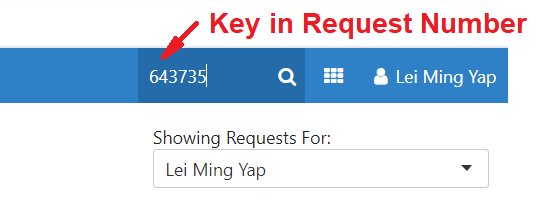 Key in Request Number
643735
Lei Ming Yap
Showing Requests For:
Lei Ming Yap